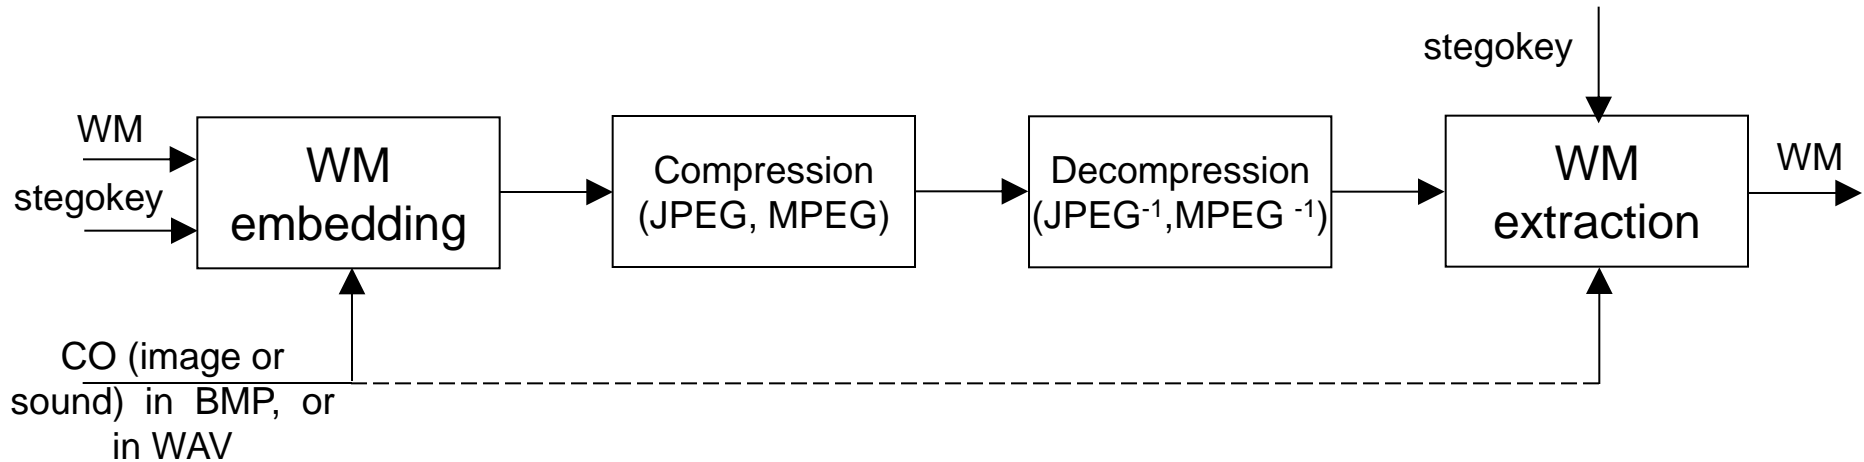 stegokey
WM
stegokey
WM
embedding
Compression
(JPEG, MPEG)
Decompression
(JPEG⁻¹,MPEG ⁻¹)
WM
extraction
WM
CO (image or
sound) in BMP, or
in WAV